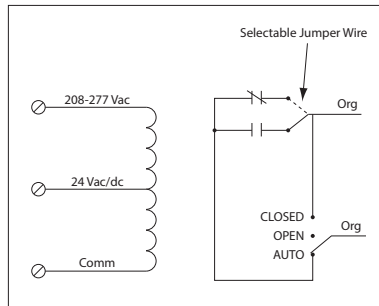 Selectable Jumper Wire
208-277 Vac
Org
24 Vac/dc
CLOSED
Org
OPEN
AUTO
Comm